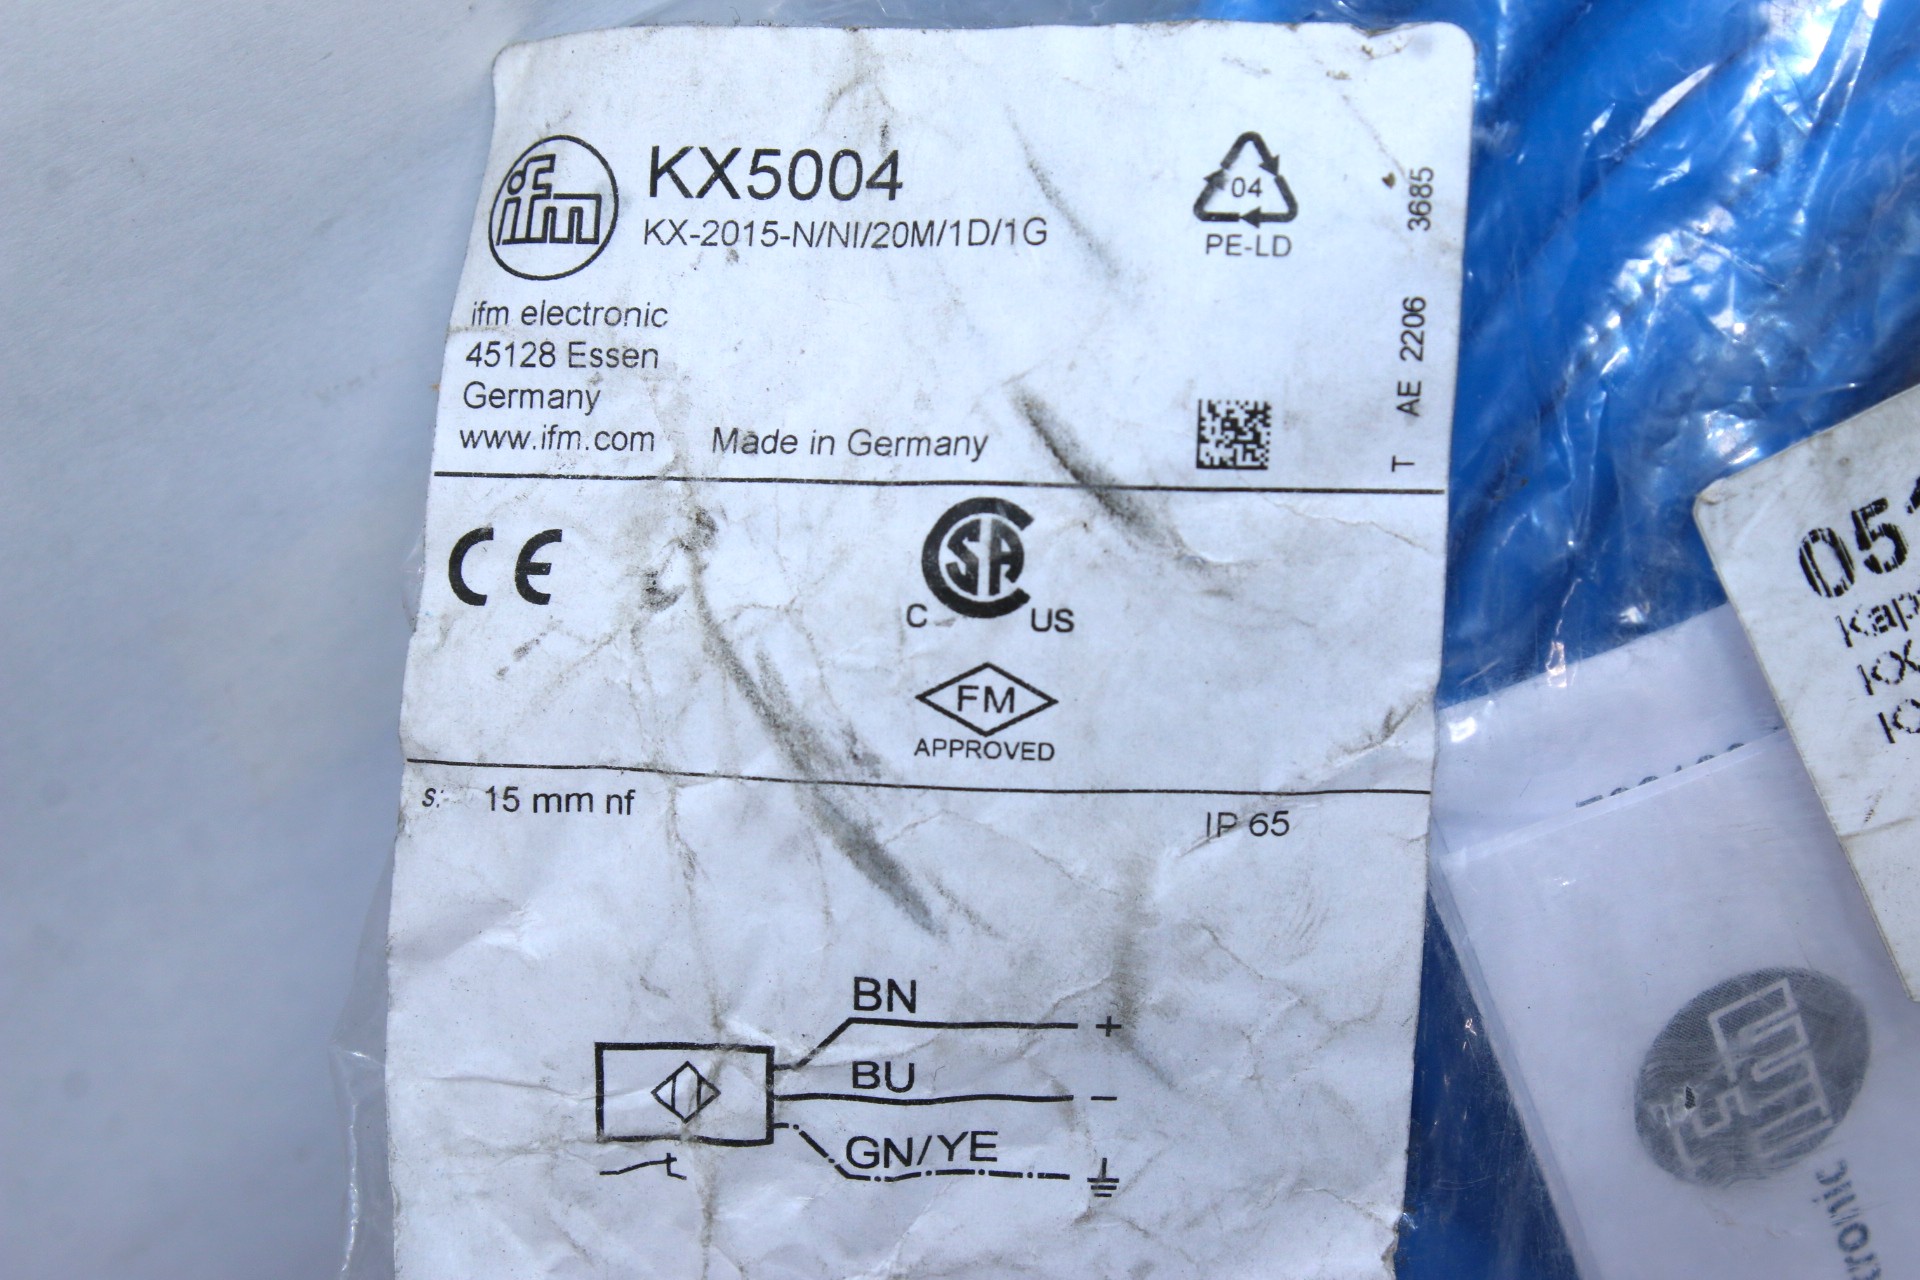 ifm
KX5004
KX-2015-N/NI/20M/1D/1G
04
PE-LD
3685
AE 2206
T
ifm electronic
45128 Essen
Germany
www.ifm.com
Made in Germany
CE
CSA
C US
FM
APPROVED
15 mm nf
IP 65
BN
+
BU
-
GN/YE
ifm